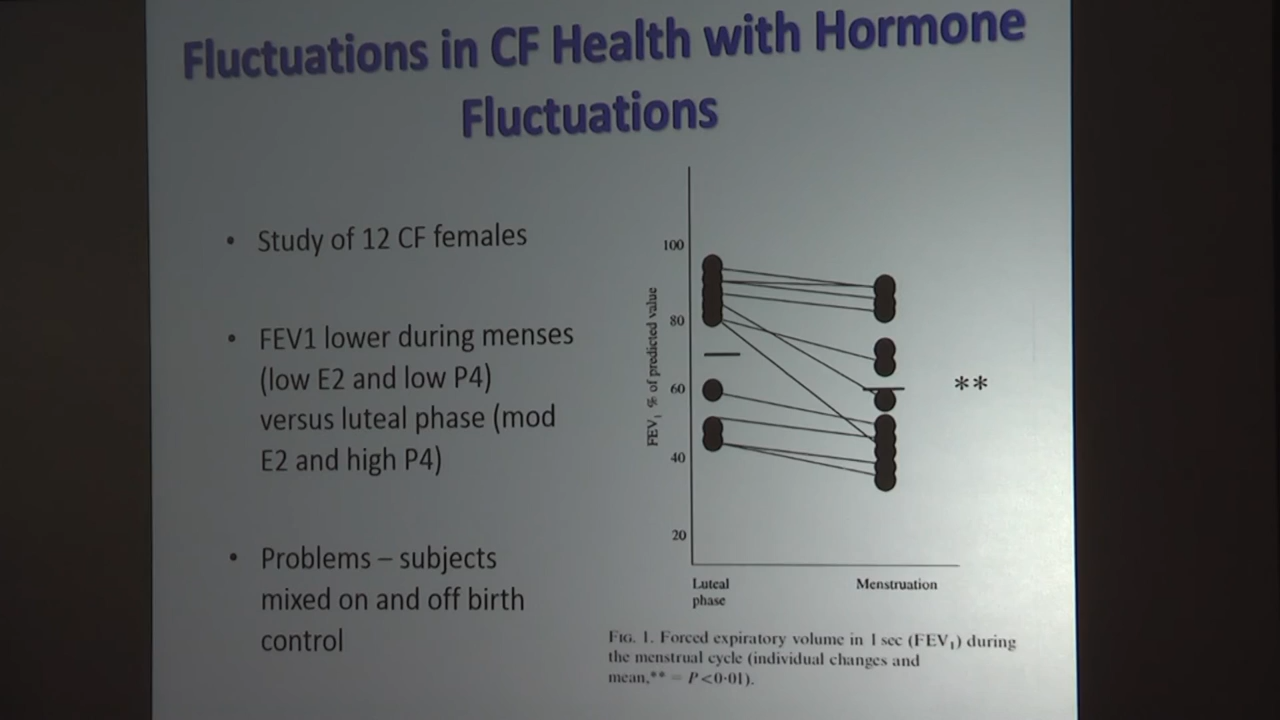 Fluctuations in CF Health with Hormone
Fluctuations
• Study of 12 CF females
• FEV1 lower during menses
(low E2 and low P4)
versus luteal phase (mod
E2 and high P4)
• Problems – subjects
mixed on and off birth
control
FEV₁ % of predicted value
100
80
60
40
20
**
Luteal
phase
Menstruation
FIG. 1. Forced expiratory volume in 1 sec (FEV₁) during
the menstrual cycle (individual changes and
mean,** = P<0·01).